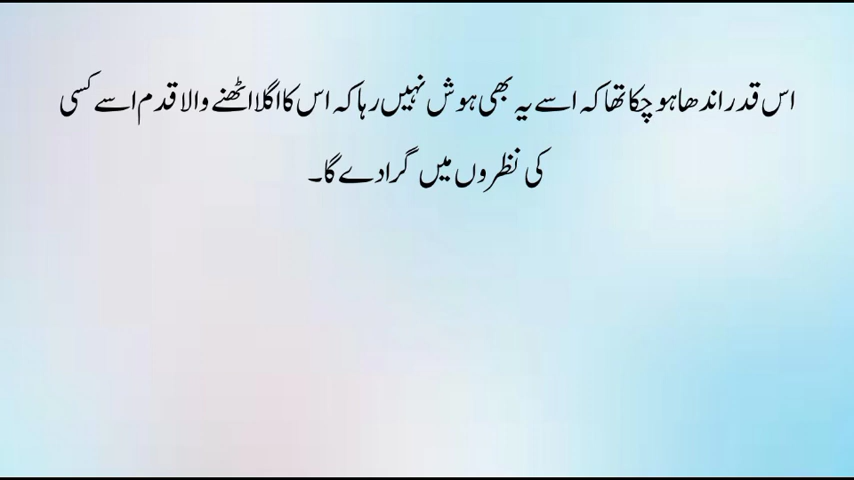 اس قدر اندھا ہو چکا تھا کہ اسے یہ بھی ہوش نہیں رہا کہ اس کا اگلا اٹھنے والا قدم اسے کسی
کی نظروں میں گرا دے گا۔